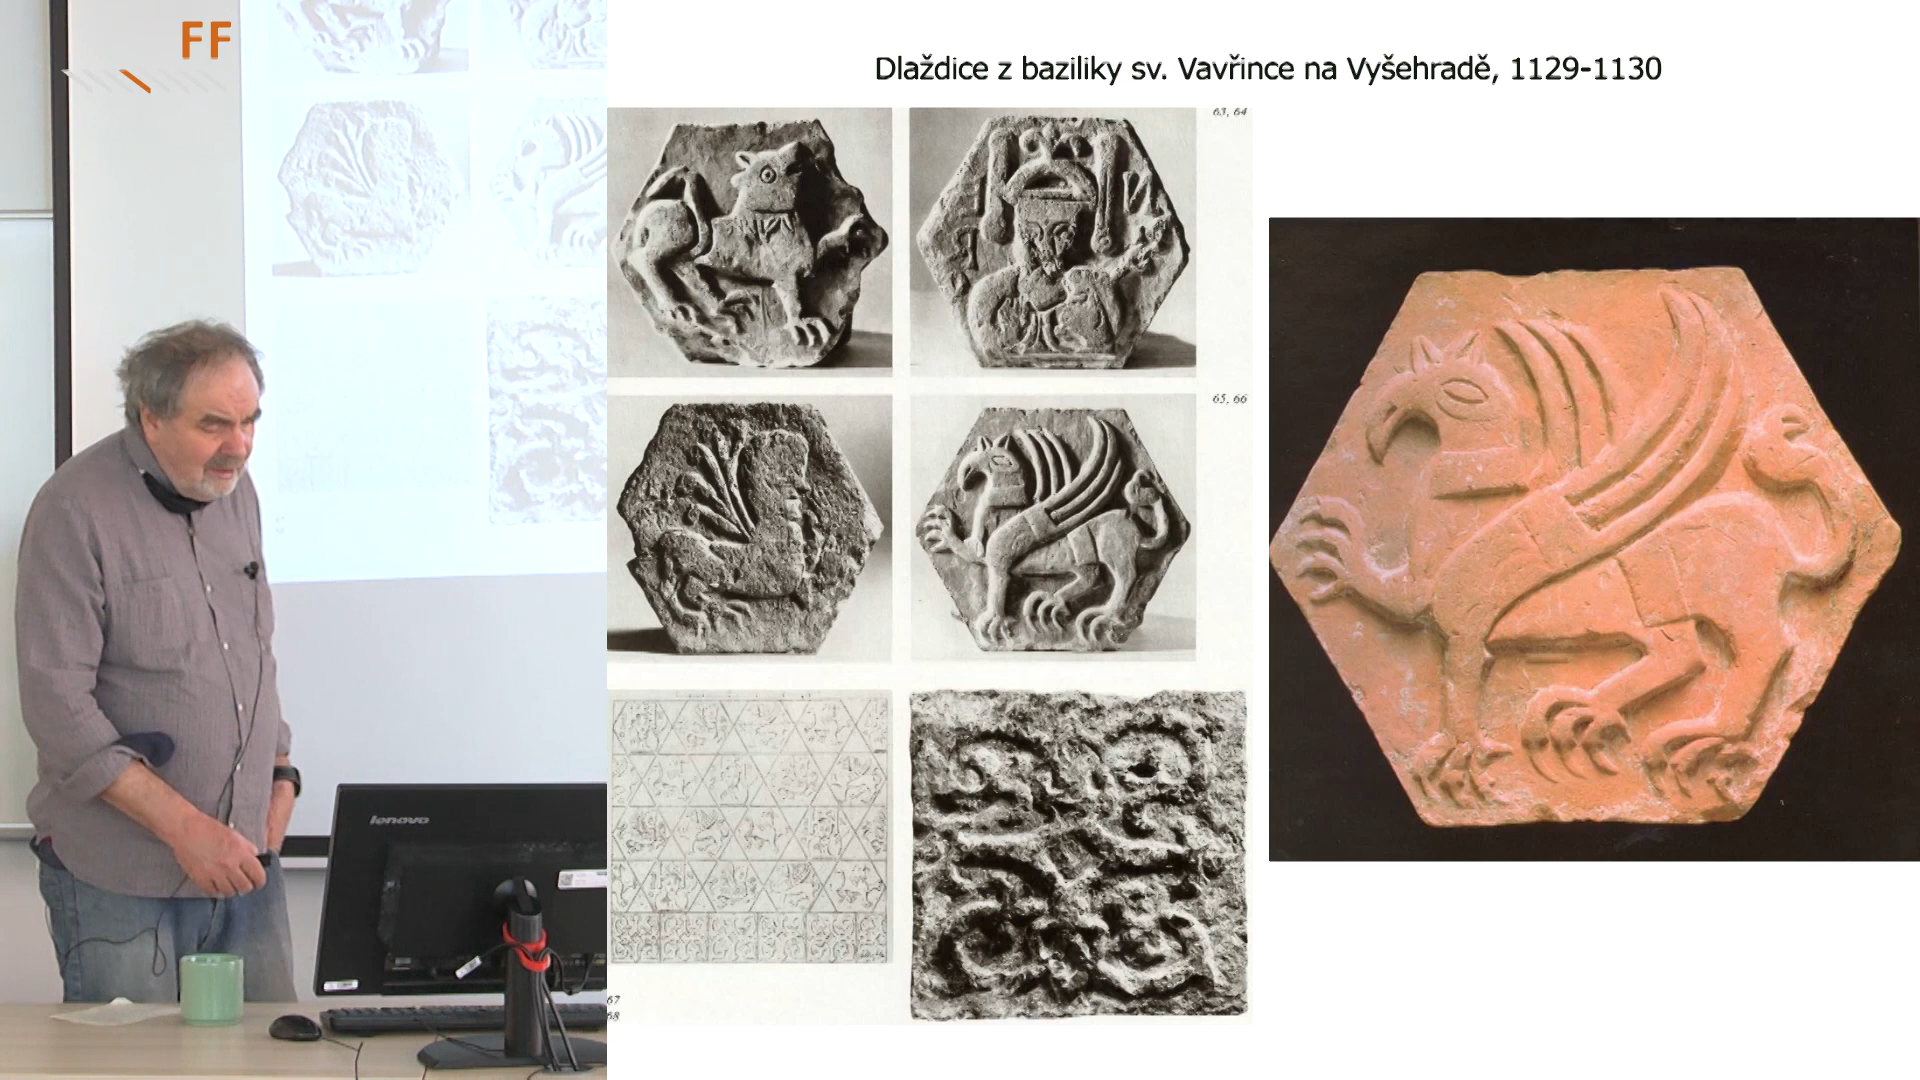 FF
Dlaždice z baziliky sv. Vavřince na Vyšehradě, 1129-1130
63, 64
65, 66
67
68
lenovo